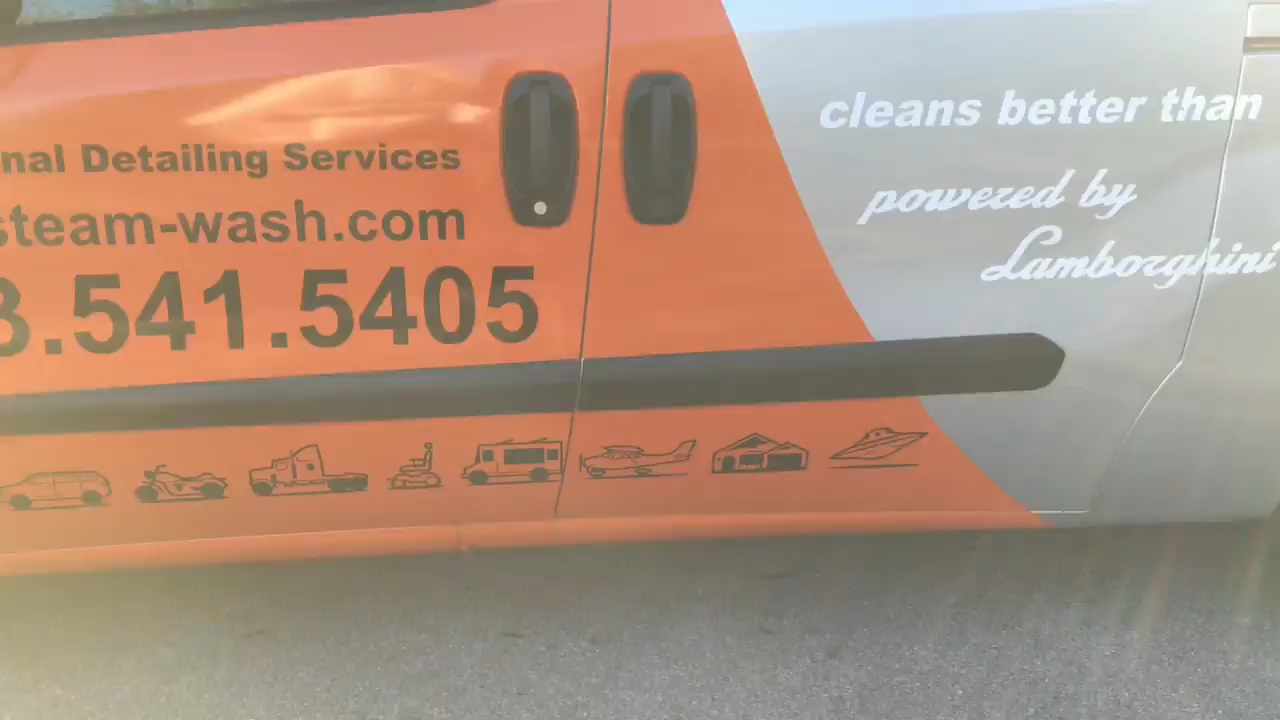 nal Detailing Services
steam-wash.com
3.541.5405
cleans better than
powered by
Lamborghini